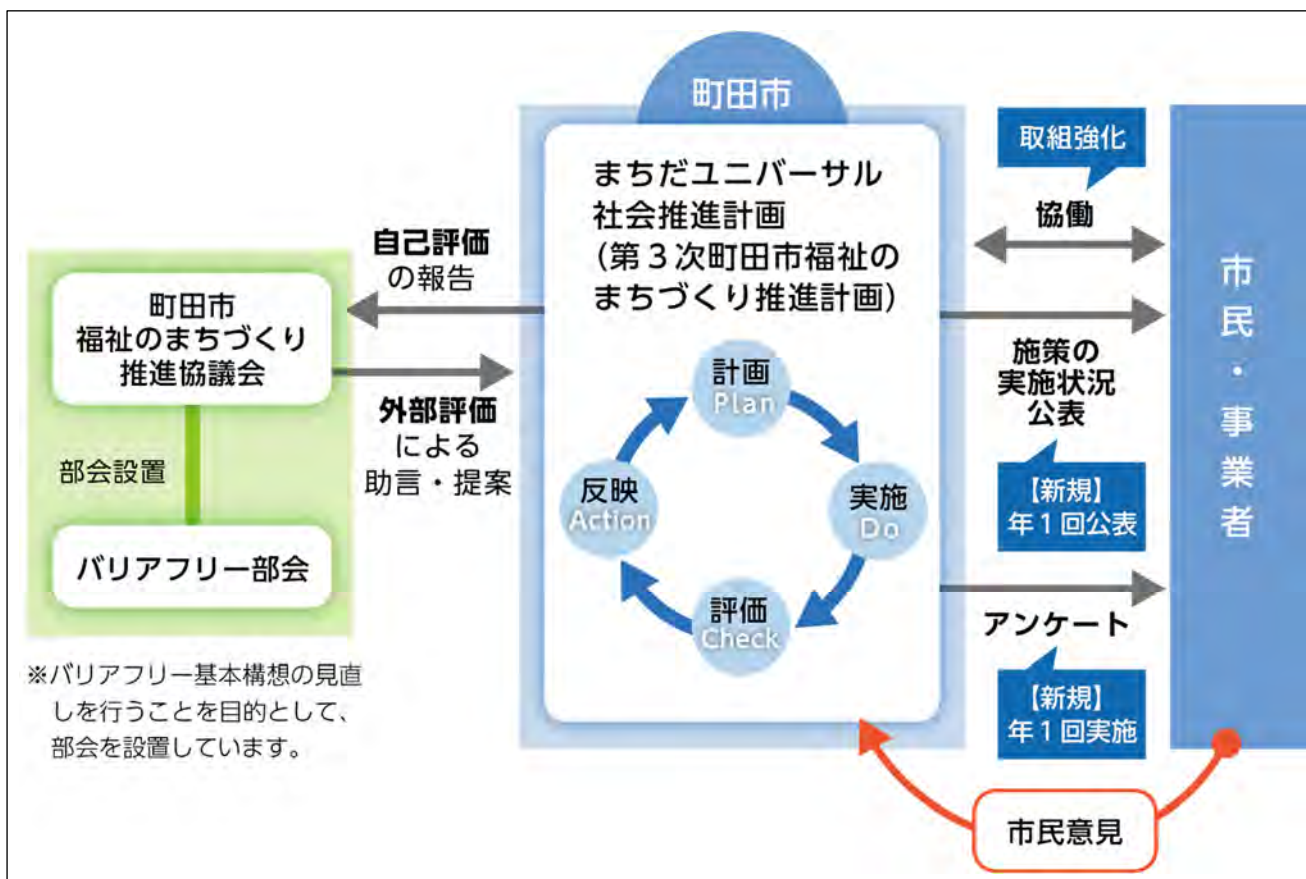 町田市
まちだユニバーサル
社会推進計画
(第3次町田市福祉の
まちづくり推進計画)
計画
Plan
実施
Do
評価
Check
反映
Action
自己評価
の報告
外部評価
による
助言・提案
町田市
福祉のまちづくり
推進協議会
部会設置
バリアフリー部会
※バリアフリー基本構想の見直
しを行うことを目的として、
部会を設置しています。
取組強化
協働
施策の
実施状況
公表
【新規】
年1回公表
アンケート
【新規】
年1回実施
市民・事業者
市民意見